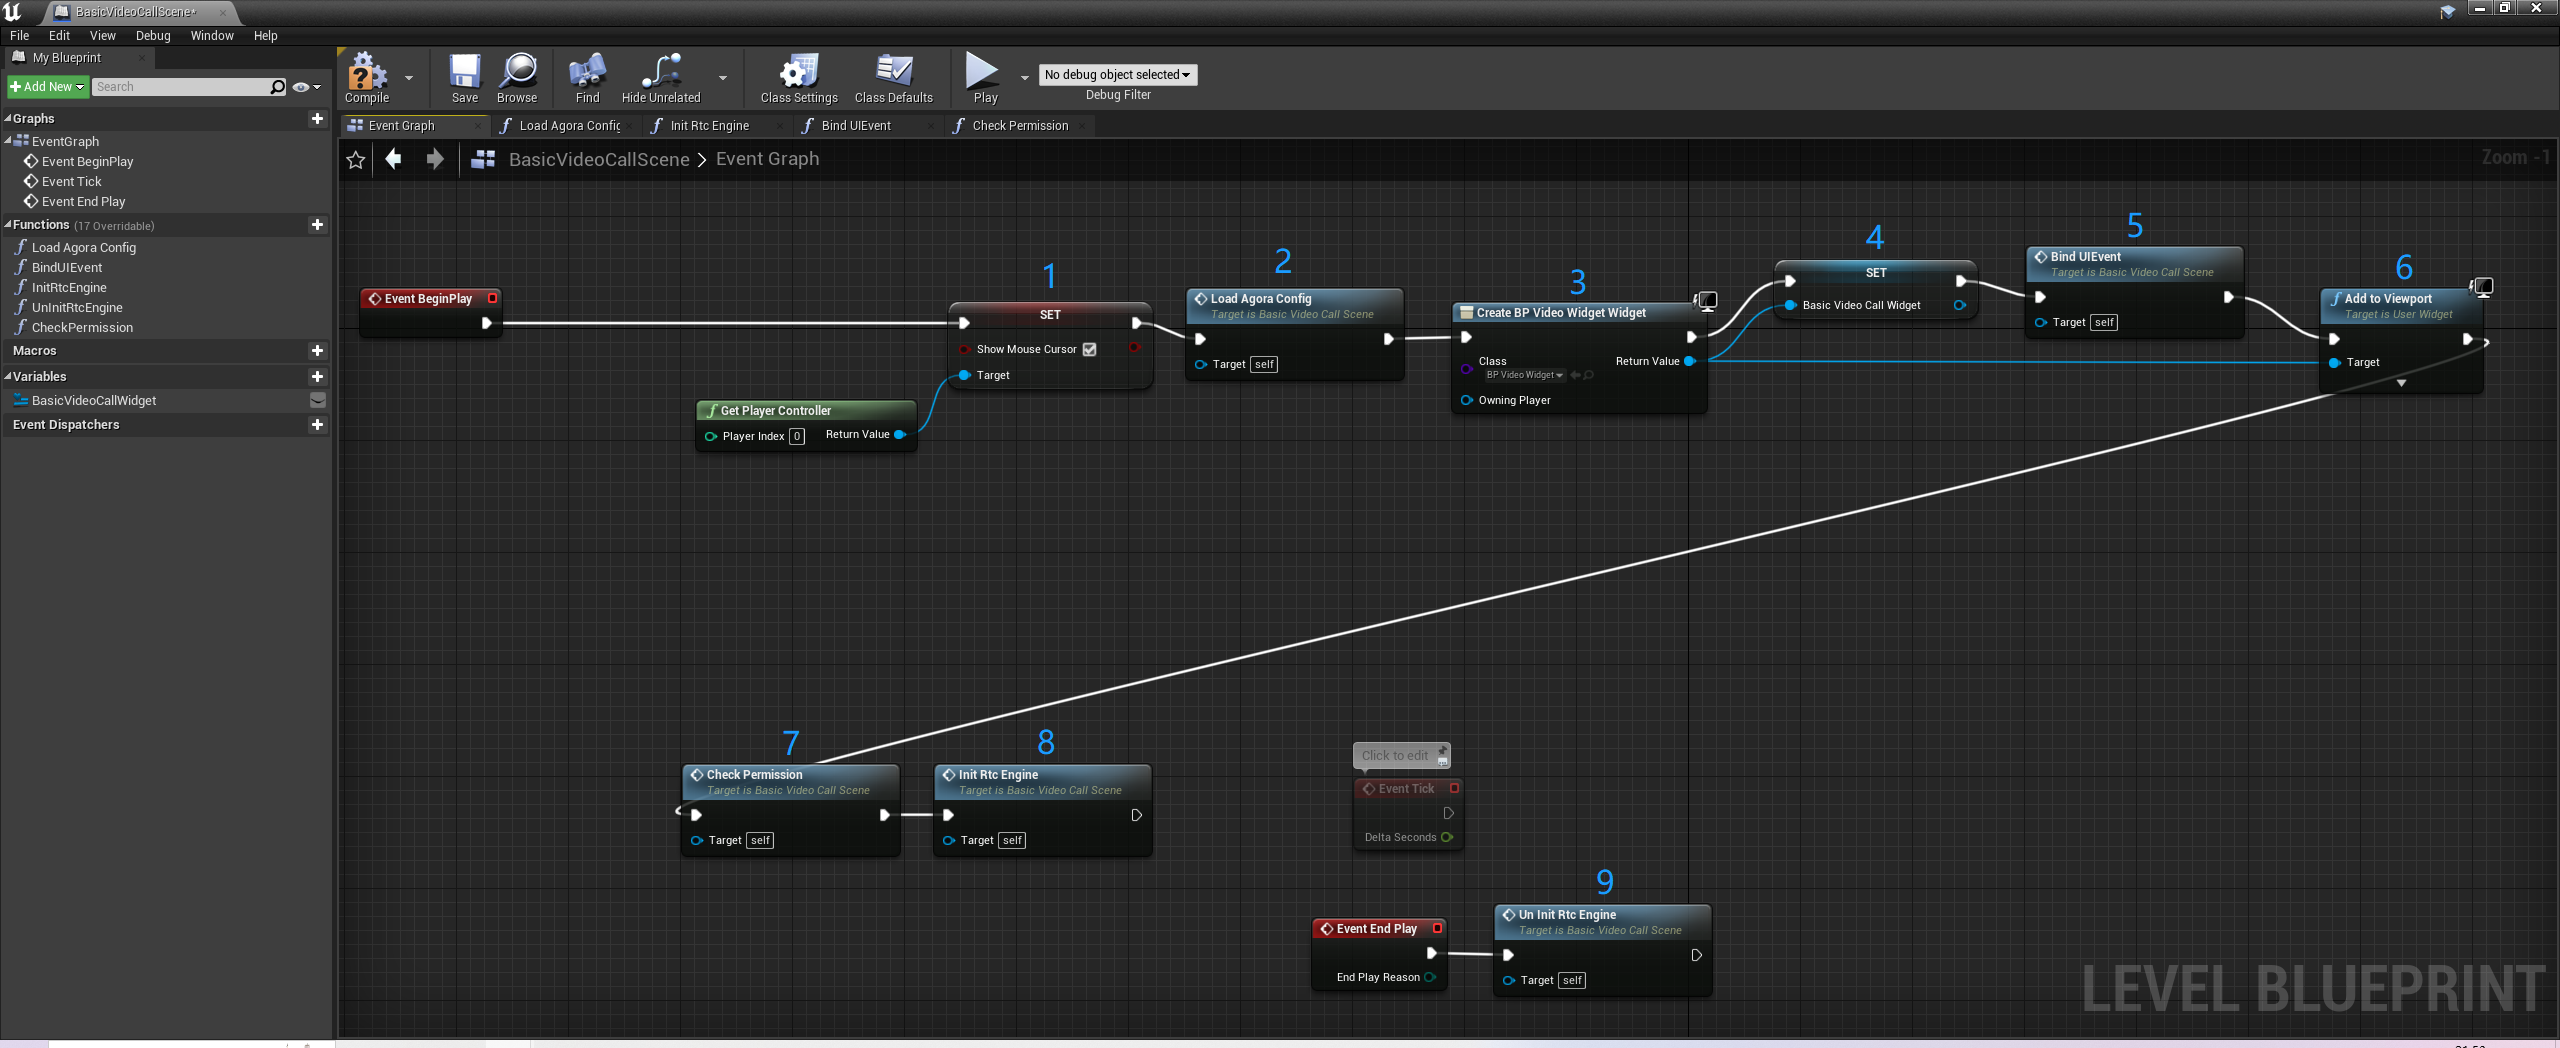 BasicVideoCallScene*
File Edit View Debug Window Help
My Blueprint
Add New
Search
Graphs
EventGraph
Event BeginPlay
Event Tick
Event End Play
Functions (17 Overridable)
Load Agora Config
BindUIEvent
InitRtcEngine
UnInitRtcEngine
CheckPermission
Macros
Variables
BasicVideoCallWidget
Event Dispatchers
Compile
Save
Browse
Find
Hide Unrelated
Class Settings
Class Defaults
Play
No debug object selected
Debug Filter
Event Graph
Load Agora Config
Init Rtc Engine
Bind UIEvent
Check Permission
BasicVideoCallScene > Event Graph
Zoom -1
Event BeginPlay
1
SET
Show Mouse Cursor
Target
Get Player Controller
Player Index 0 Return Value
2
Load Agora Config
Target is Basic Video Call Scene
Target self
3
Create BP Video Widget Widget
Class
BP Video Widget
Return Value
Owning Player
4
SET
Basic Video Call Widget
5
Bind UIEvent
Target is Basic Video Call Scene
Target self
6
Add to Viewport
Target is User Widget
Target
7
Check Permission
Target is Basic Video Call Scene
Target self
8
Init Rtc Engine
Target is Basic Video Call Scene
Target self
Click to edit
Event Tick
Delta Seconds
Event End Play
End Play Reason
9
Un Init Rtc Engine
Target is Basic Video Call Scene
Target self
LEVEL BLUEPRINT